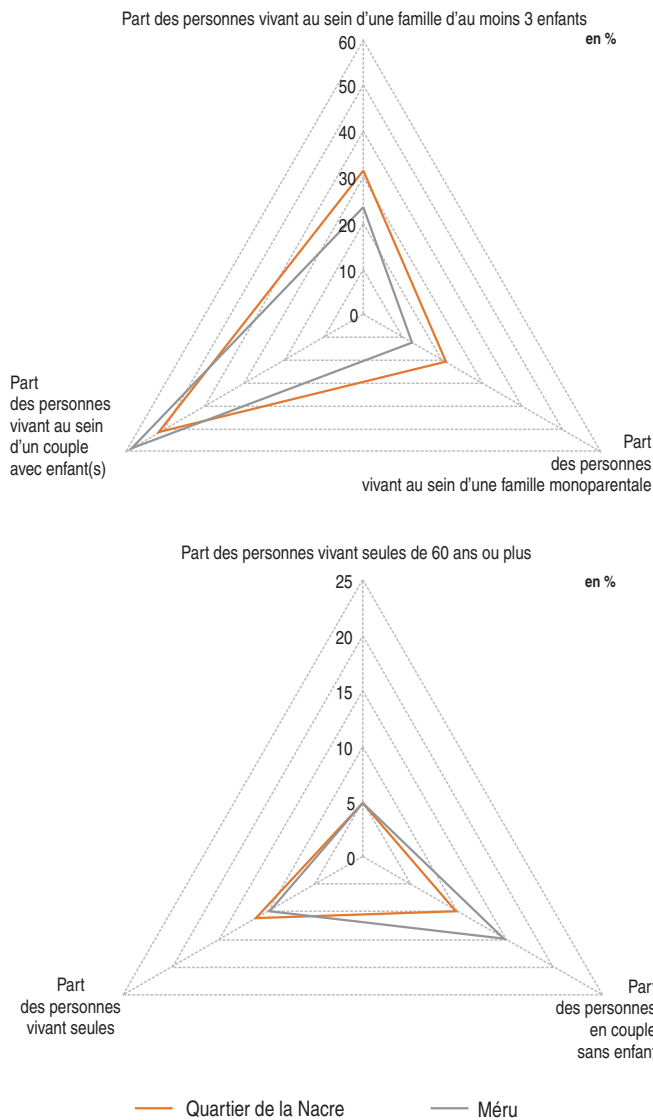 Part des personnes vivant au sein d'une famille d'au moins 3 enfants
en %
60
50
40
30
20
10
0
Part
des personnes
vivant au sein
d'un couple
avec enfant(s)
Part
des personnes
vivant au sein d'une famille monoparentale
Part des personnes vivant seules de 60 ans ou plus
en %
25
20
15
10
5
0
Part
des personnes
vivant seules
Part
des personnes
en couple
sans enfant
Quartier de la Nacre
Méru